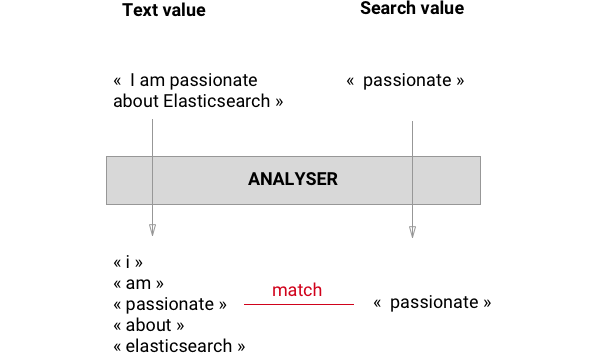 Text value
Search value
«  I am passionate
about Elasticsearch »
«  passionate »
ANALYSER
« i »
« am »
« passionate »
« about »
« elasticsearch »
match
«  passionate »